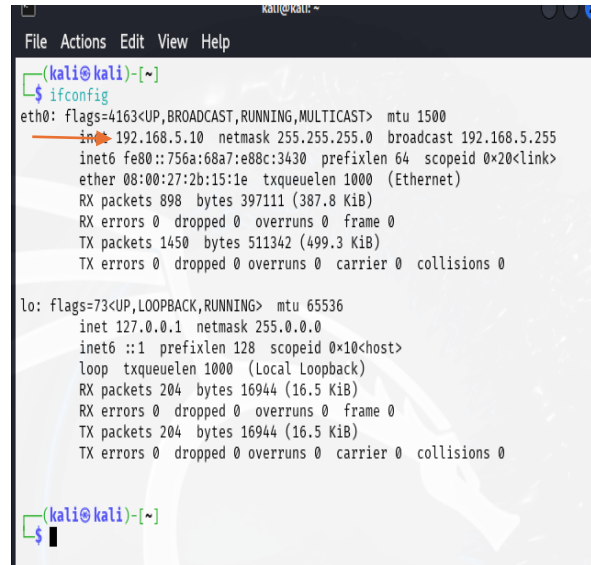 kali@kali: ~
File Actions Edit View Help
(kali㉿kali)-[~]
$ ifconfig
eth0: flags=4163<UP,BROADCAST,RUNNING,MULTICAST> mtu 1500
inet 192.168.5.10 netmask 255.255.255.0 broadcast 192.168.5.255
inet6 fe80::756a:68a7:e88c:3430 prefixlen 64 scopeid 0×20<link>
ether 08:00:27:2b:15:1e txqueuelen 1000 (Ethernet)
RX packets 898 bytes 397111 (387.8 KiB)
RX errors 0 dropped 0 overruns 0 frame 0
TX packets 1450 bytes 511342 (499.3 KiB)
TX errors 0 dropped 0 overruns 0 carrier 0 collisions 0
lo: flags=73<UP,LOOPBACK,RUNNING> mtu 65536
inet 127.0.0.1 netmask 255.0.0.0
inet6 ::1 prefixlen 128 scopeid 0×10<host>
loop txqueuelen 1000 (Local Loopback)
RX packets 204 bytes 16944 (16.5 KiB)
RX errors 0 dropped 0 overruns 0 frame 0
TX packets 204 bytes 16944 (16.5 KiB)
TX errors 0 dropped 0 overruns 0 carrier 0 collisions 0
(kali㉿kali)-[~]
$